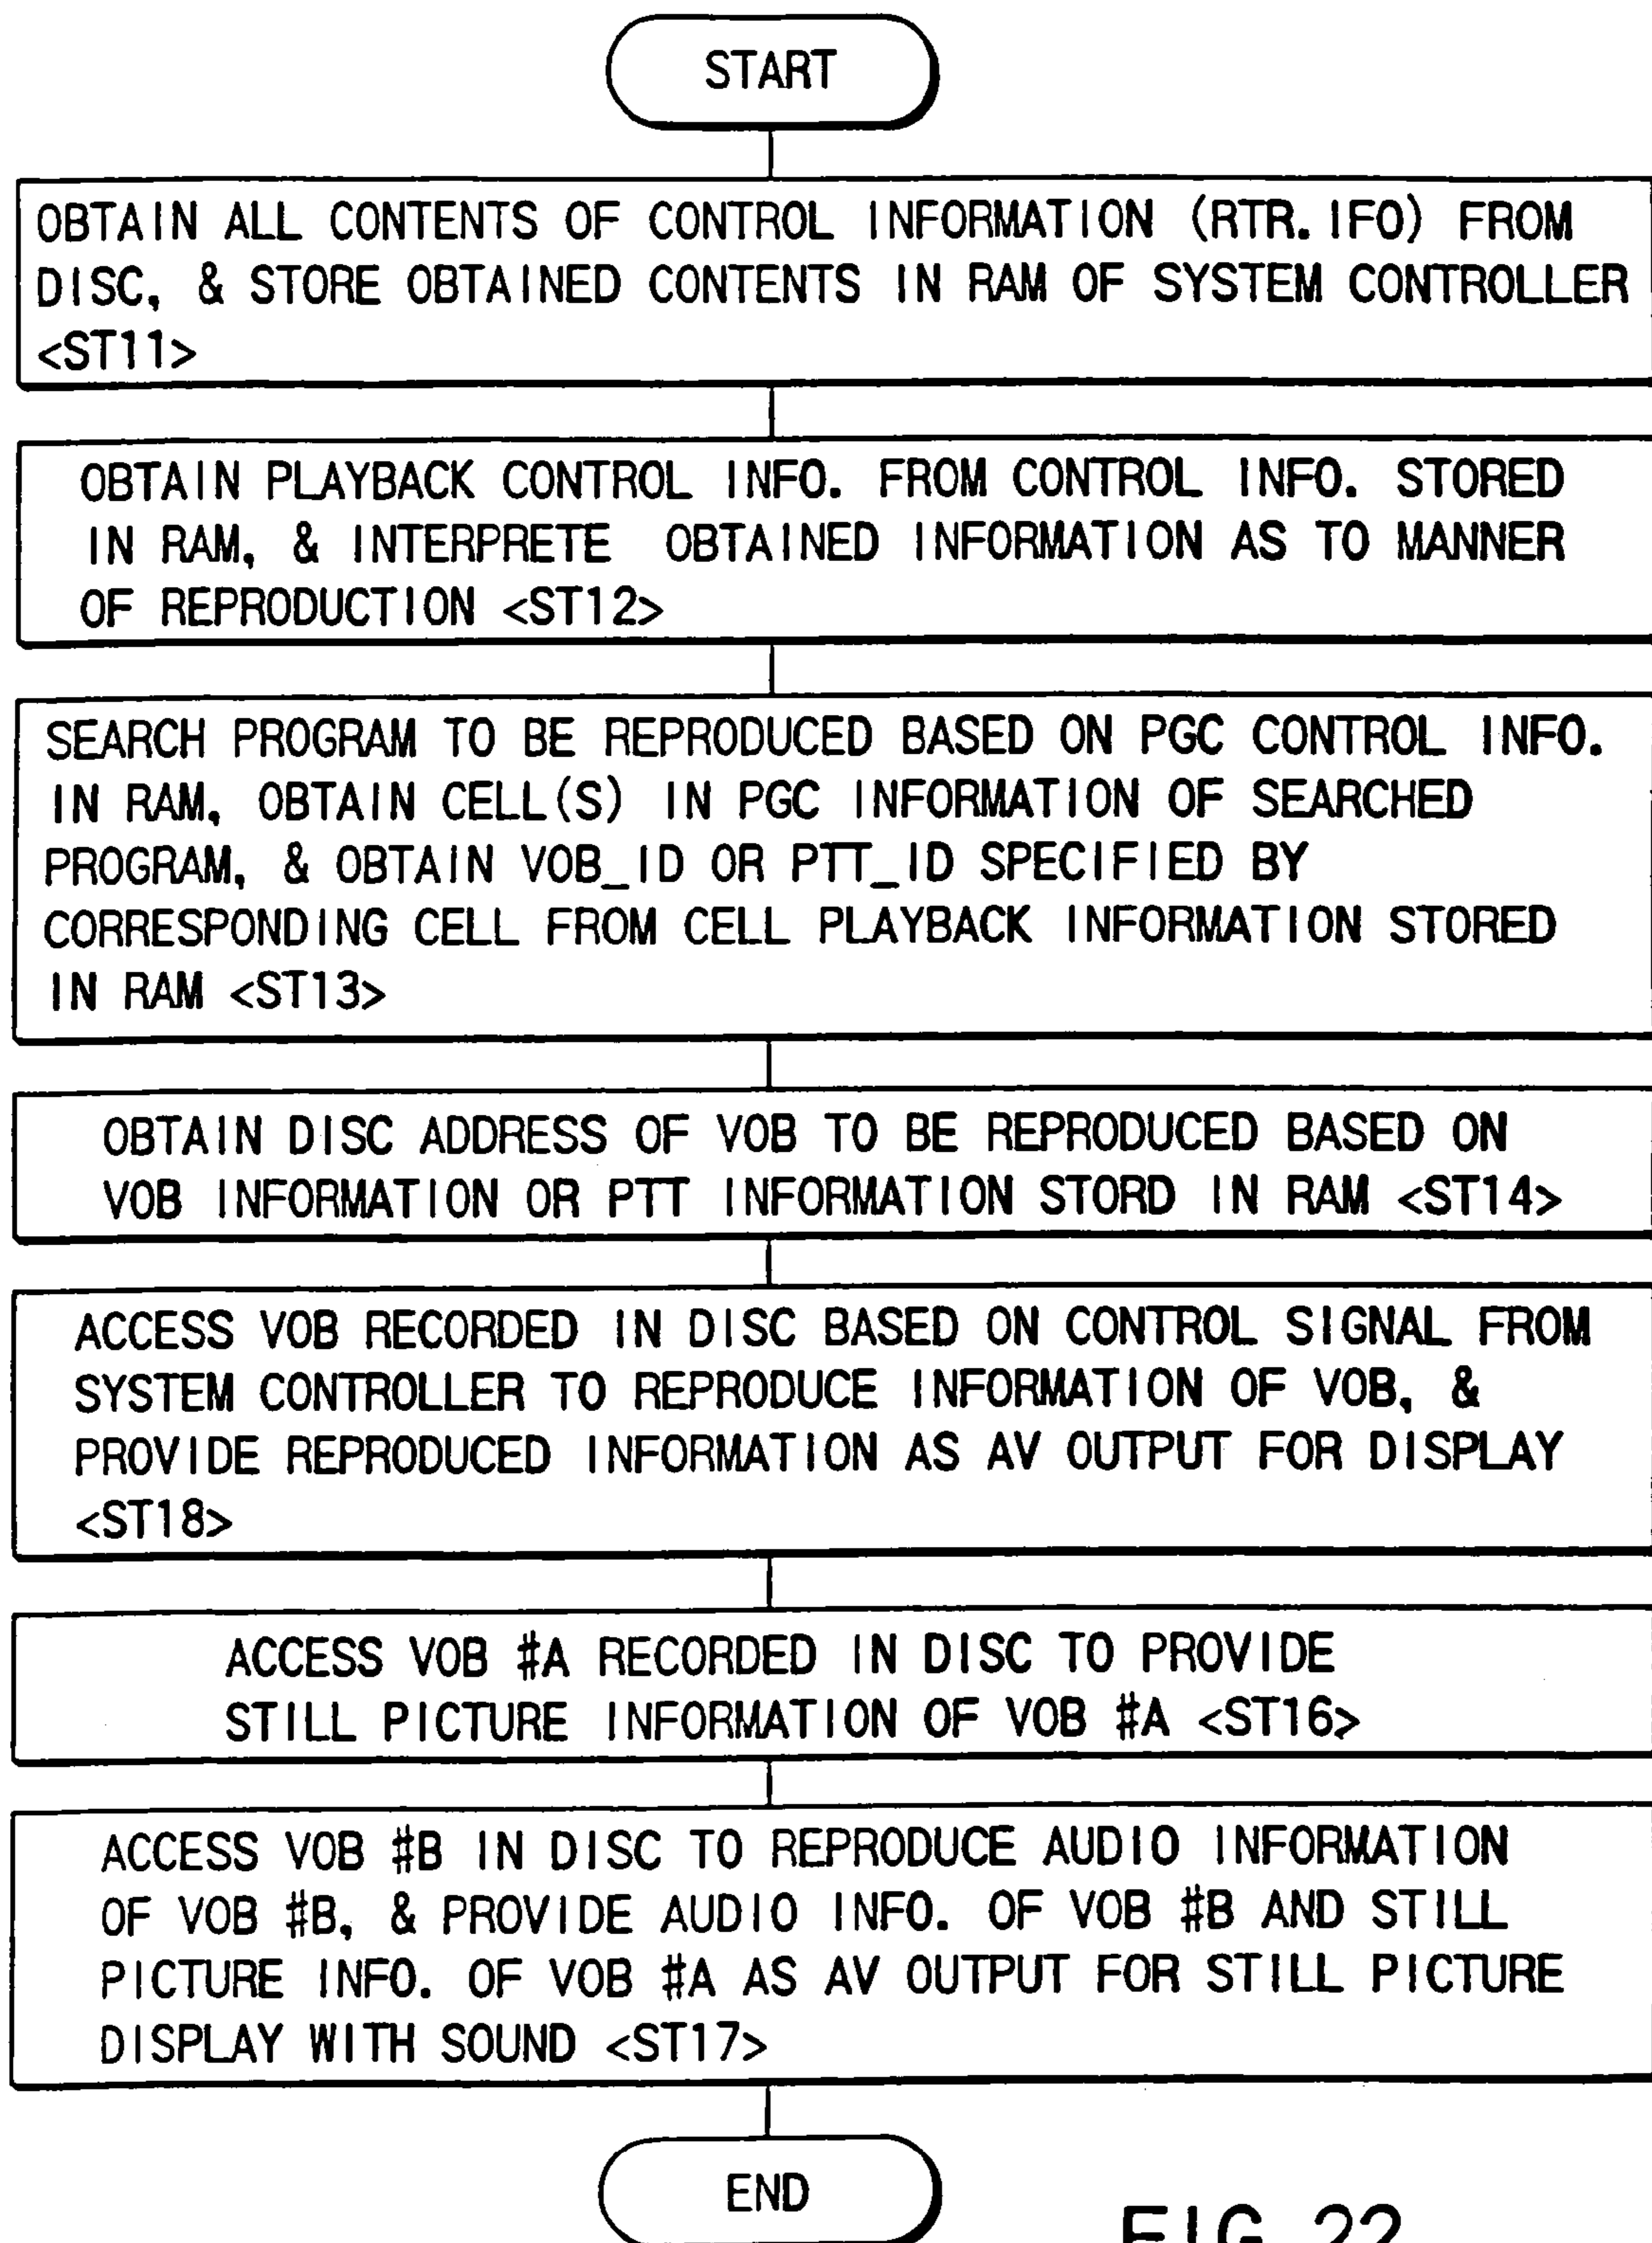 START
OBTAIN ALL CONTENTS OF CONTROL INFORMATION (RTR.IFO) FROM
DISC, & STORE OBTAINED CONTENTS IN RAM OF SYSTEM CONTROLLER
<ST11>
OBTAIN PLAYBACK CONTROL INFO. FROM CONTROL INFO. STORED
IN RAM, & INTERPRETE OBTAINED INFORMATION AS TO MANNER
OF REPRODUCTION <ST12>
SEARCH PROGRAM TO BE REPRODUCED BASED ON PGC CONTROL INFO.
IN RAM, OBTAIN CELL(S) IN PGC INFORMATION OF SEARCHED
PROGRAM, & OBTAIN VOB_ID OR PTT_ID SPECIFIED BY
CORRESPONDING CELL FROM CELL PLAYBACK INFORMATION STORED
IN RAM <ST13>
OBTAIN DISC ADDRESS OF VOB TO BE REPRODUCED BASED ON
VOB INFORMATION OR PTT INFORMATION STORD IN RAM <ST14>
ACCESS VOB RECORDED IN DISC BASED ON CONTROL SIGNAL FROM
SYSTEM CONTROLLER TO REPRODUCE INFORMATION OF VOB, &
PROVIDE REPRODUCED INFORMATION AS AV OUTPUT FOR DISPLAY
<ST18>
ACCESS VOB #A RECORDED IN DISC TO PROVIDE
STILL PICTURE INFORMATION OF VOB #A <ST16>
ACCESS VOB #B IN DISC TO REPRODUCE AUDIO INFORMATION
OF VOB #B, & PROVIDE AUDIO INFO. OF VOB #B AND STILL
PICTURE INFO. OF VOB #A AS AV OUTPUT FOR STILL PICTURE
DISPLAY WITH SOUND <ST17>
END
FIG. 22